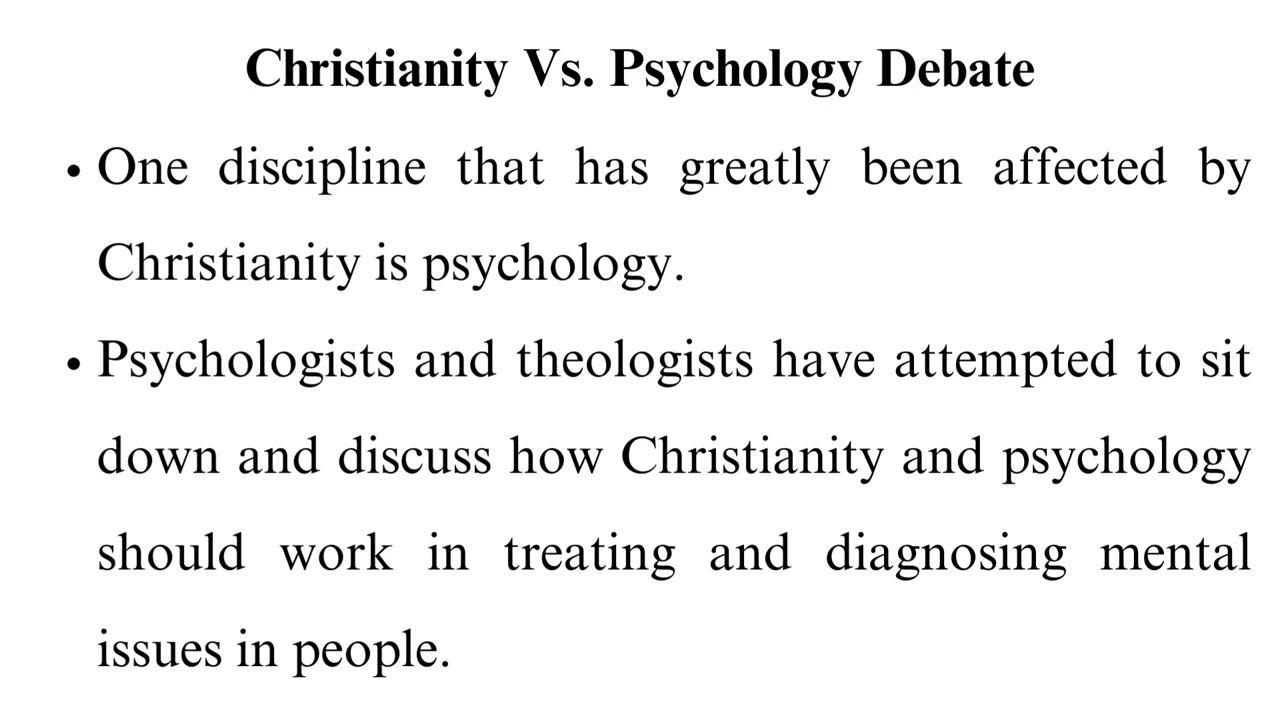 Christianity Vs. Psychology Debate
• One discipline that has greatly been affected by
Christianity is psychology.
• Psychologists and theologists have attempted to sit
down and discuss how Christianity and psychology
should work in treating and diagnosing mental
issues in people.